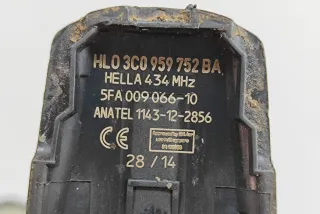 HLO 3C0 959 752 BA
HELLA 434 MHz
5FA 009 066-10
ANATEL 1143-12-2856
CE
28 / 14